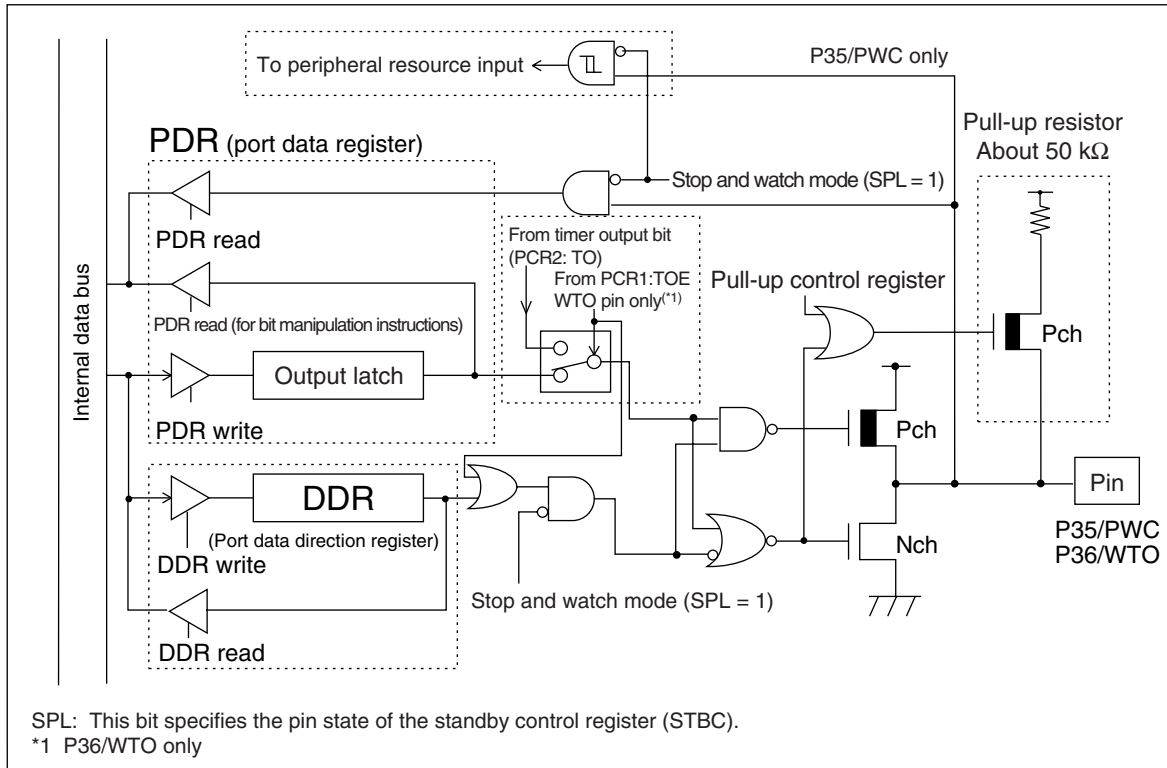 To peripheral resource input
P35/PWC only
Pull-up resistor
About 50 kΩ
PDR (port data register)
Stop and watch mode (SPL = 1)
PDR read
From timer output bit
(PCR2: TO)
From PCR1:TOE
WTO pin only(*1)
Pull-up control register
PDR read (for bit manipulation instructions)
Pch
Internal data bus
Output latch
PDR write
Pch
DDR
(Port data direction register)
DDR write
Nch
Pin
P35/PWC
P36/WTO
Stop and watch mode (SPL = 1)
DDR read
SPL: This bit specifies the pin state of the standby control register (STBC).
*1 P36/WTO only